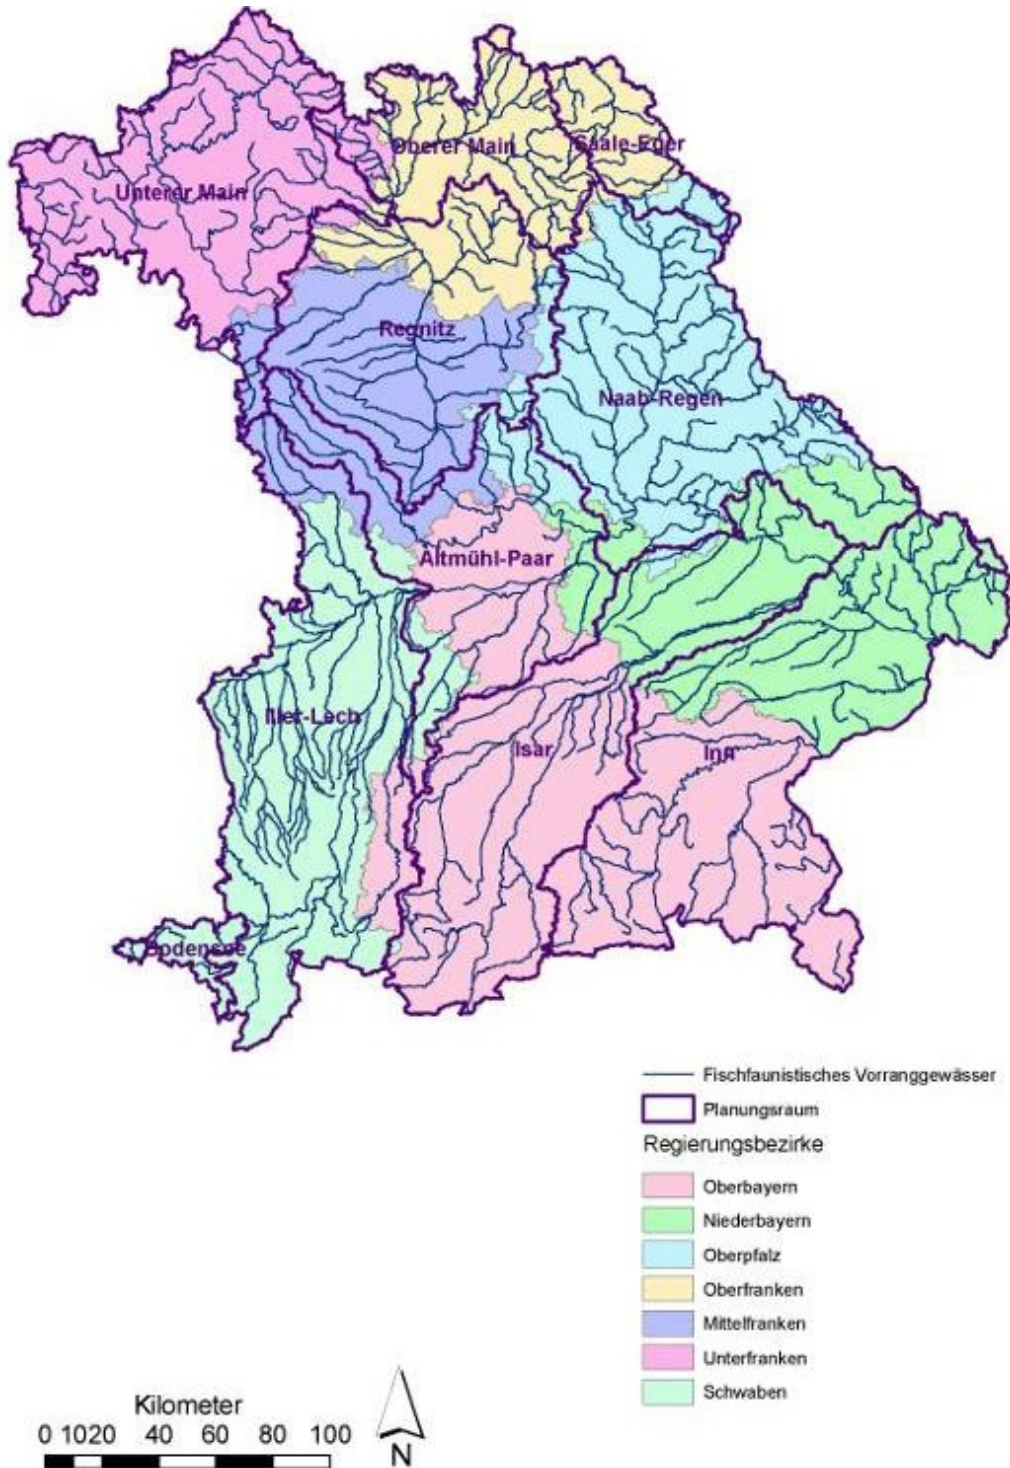 Oberer Main
Saale-Eger
Unterer Main
Regnitz
Naab-Regen
Altmühl-Paar
Iller-Lech
Isar
Inn
Bodensee
Fischfaunistisches Vorranggewässer
Planungsraum
Regierungsbezirke
Oberbayern
Niederbayern
Oberpfalz
Oberfranken
Mittelfranken
Unterfranken
Schwaben
Kilometer
0 10 20 40 60 80 100
N